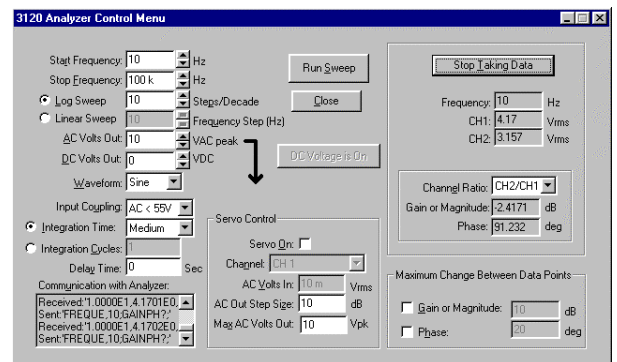 3120 Analyzer Control Menu
Start Frequency: 10 Hz
Stop Frequency: 100 k Hz
Log Sweep 10 Steps/Decade
Linear Sweep 10 Frequency Step (Hz)
AC Volts Out: 10 VAC peak
DC Volts Out: 0 VDC
Waveform: Sine
Input Coupling: AC < 55V
Integration Time: Medium
Integration Cycles: 1
Delay Time: 0 Sec
Communication with Analyzer:
Received:'1.0000E1,4.1701E0,
Sent:'FREQUE,10;GAINPH?;'
Received:'1.0000E1,4.1702E0,
Sent:'FREQUE,10;GAINPH?;'
Run Sweep
Close
DC Voltage is On
Servo Control
Servo On:
Channel: CH 1
AC Volts In: 10 m Vrms
AC Out Step Size: 10 dB
Max AC Volts Out: 10 Vpk
Stop Taking Data
Frequency: 10 Hz
CH1: 4.17 Vrms
CH2: 3.157 Vrms
Channel Ratio: CH2/CH1
Gain or Magnitude: -2.4171 dB
Phase: 91.232 deg
Maximum Change Between Data Points
Gain or Magnitude: 10 dB
Phase: 20 deg